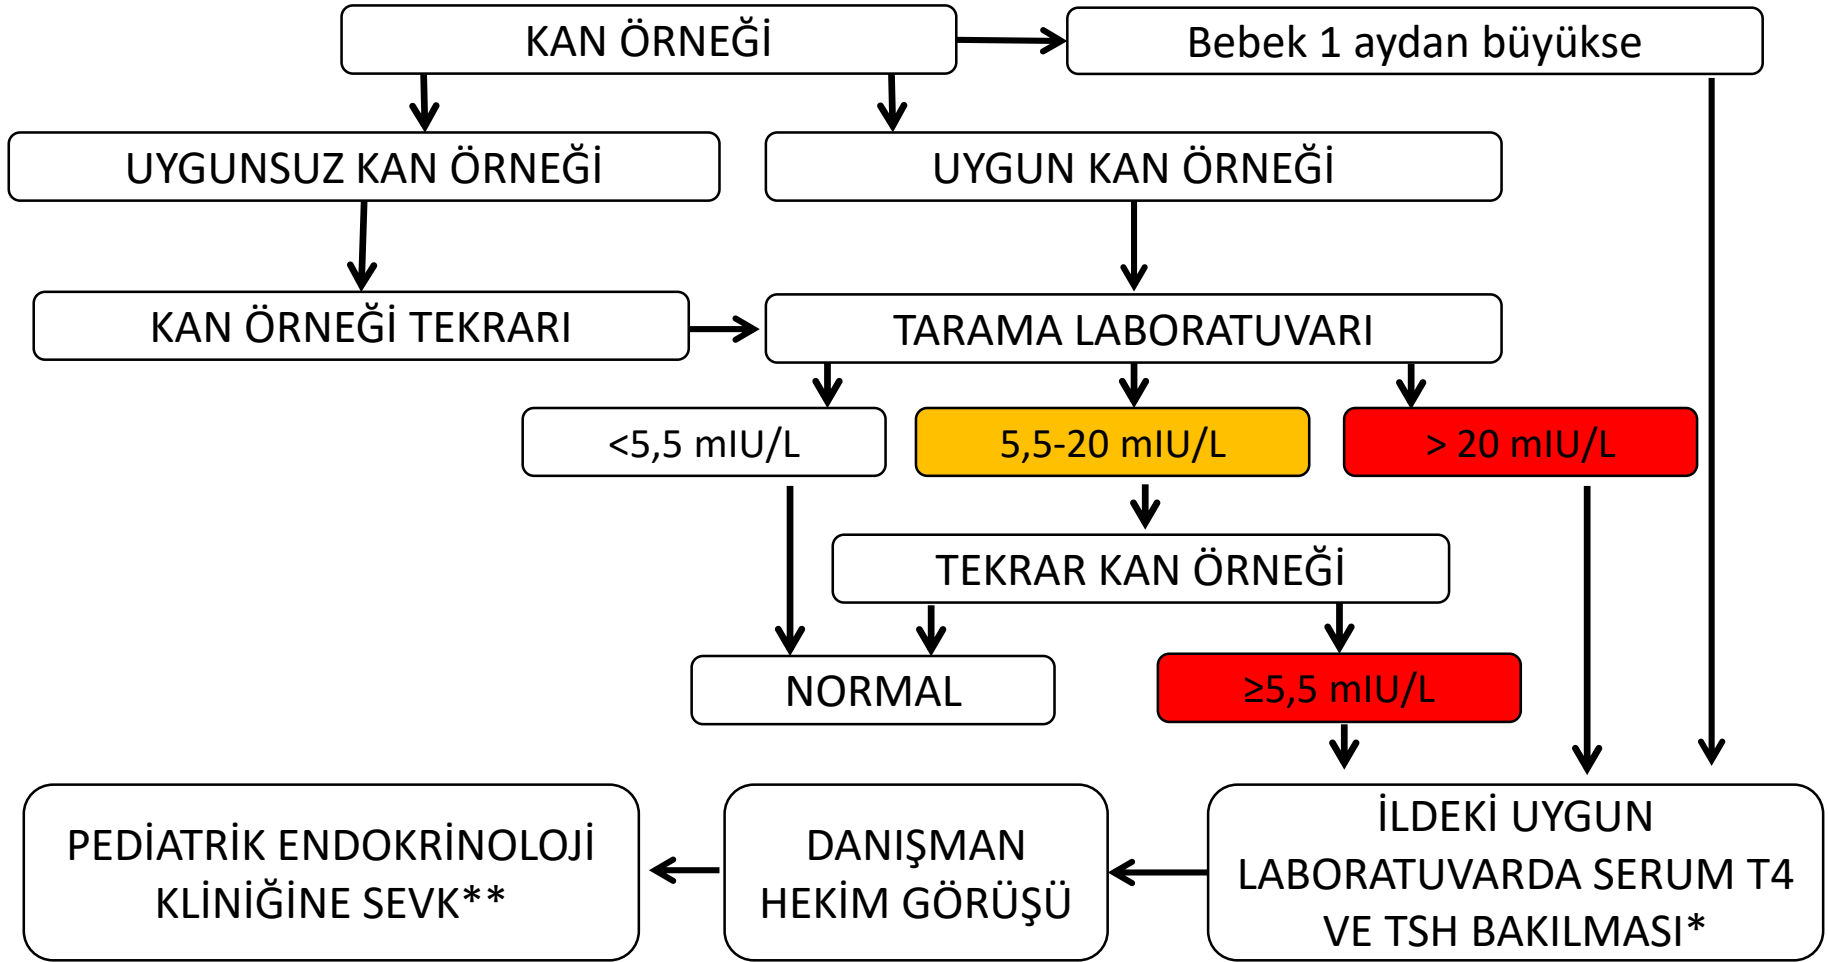 KAN ÖRNEĞİ
Bebek 1 aydan büyükse
UYGUNSUZ KAN ÖRNEĞİ
UYGUN KAN ÖRNEĞİ
KAN ÖRNEĞİ TEKRARI
TARAMA LABORATUVARI
<5,5 mIU/L
5,5-20 mIU/L
> 20 mIU/L
TEKRAR KAN ÖRNEĞİ
NORMAL
≥5,5 mIU/L
PEDİATRİK ENDOKRİNOLOJİ
KLİNİĞİNE SEVK**
DANIŞMAN
HEKİM GÖRÜŞÜ
İLDEKİ UYGUN
LABORATUVARDA SERUM T4
VE TSH BAKILMASI*